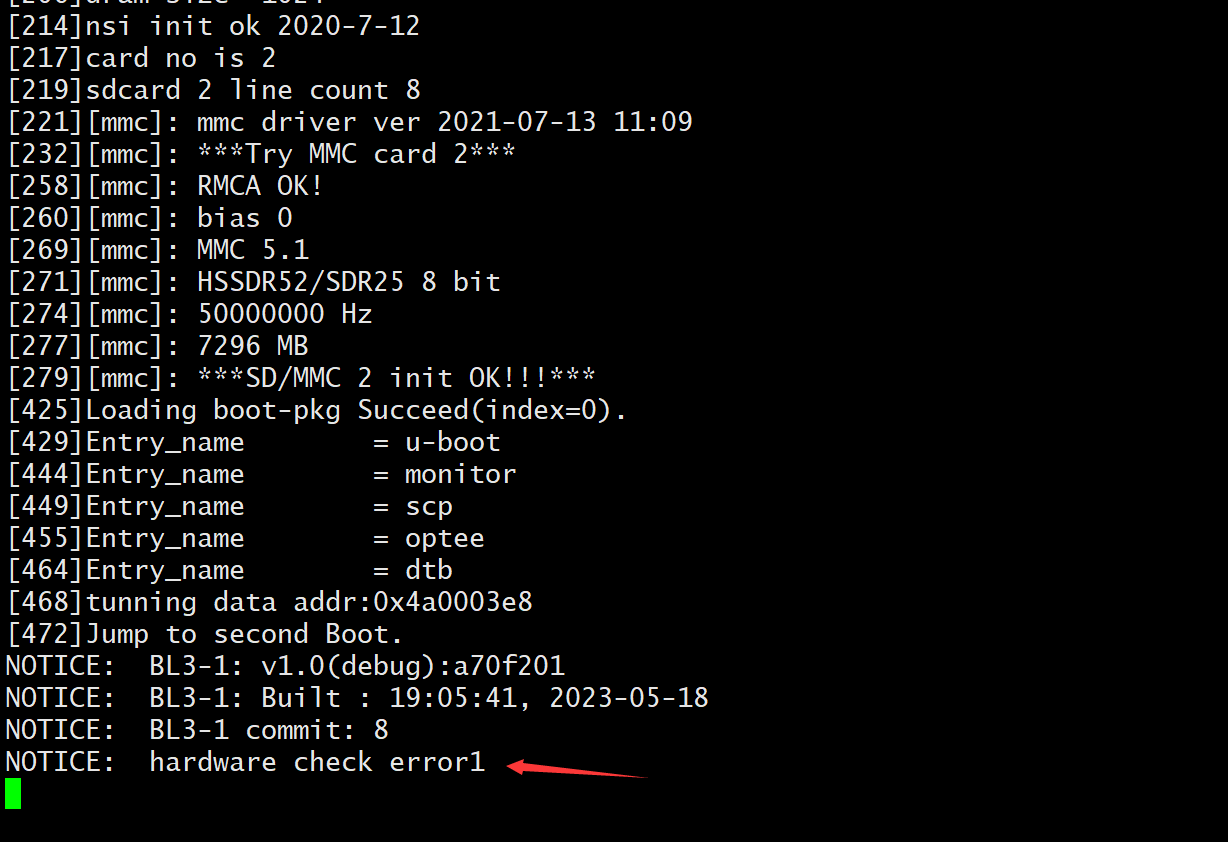 [214]nsi init ok 2020-7-12
[217]card no is 2
[219]sdcard 2 line count 8
[221][mmc]: mmc driver ver 2021-07-13 11:09
[232][mmc]: ***Try MMC card 2***
[258][mmc]: RMCA OK!
[260][mmc]: bias 0
[269][mmc]: MMC 5.1
[271][mmc]: HSSDR52/SDR25 8 bit
[274][mmc]: 50000000 Hz
[277][mmc]: 7296 MB
[279][mmc]: ***SD/MMC 2 init OK!!!***
[425]Loading boot-pkg Succeed(index=0).
[429]Entry_name        = u-boot
[444]Entry_name        = monitor
[449]Entry_name        = scp
[455]Entry_name        = optee
[464]Entry_name        = dtb
[468]tunning data addr:0x4a0003e8
[472]Jump to second Boot.
NOTICE:  BL3-1: v1.0(debug):a70f201
NOTICE:  BL3-1: Built : 19:05:41, 2023-05-18
NOTICE:  BL3-1 commit: 8
NOTICE:  hardware check error1